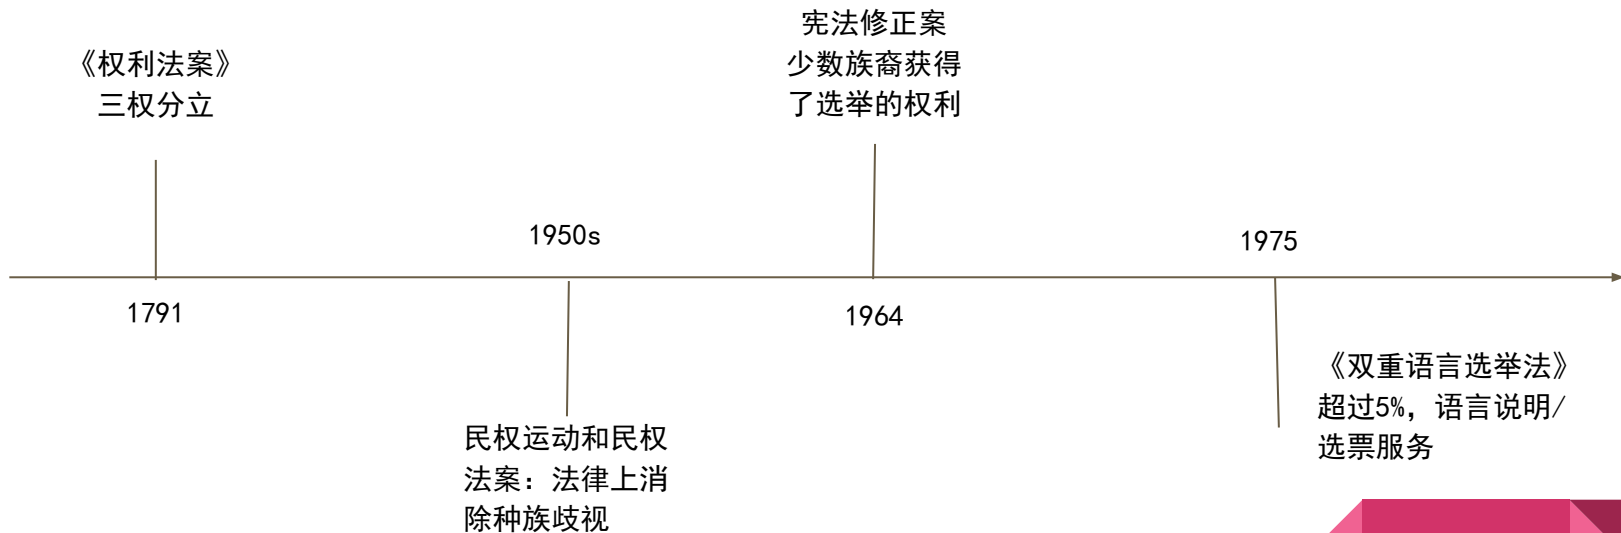 《权利法案》
三权分立
1791
1950s
民权运动和民权
法案：法律上消
除种族歧视
宪法修正案
少数族裔获得
了选举的权利
1964
1975
《双重语言选举法》
超过5%，语言说明/
选票服务